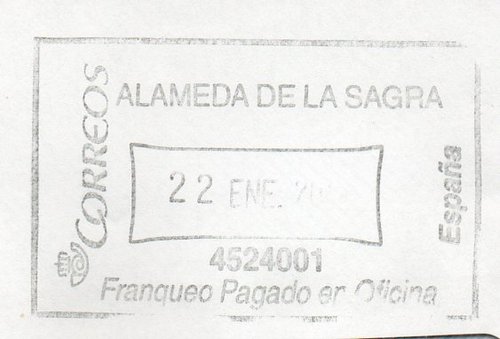 CORREOS
ALAMEDA DE LA SAGRA
22 ENE.
4524001
Franqueo Pagado en Oficina
España